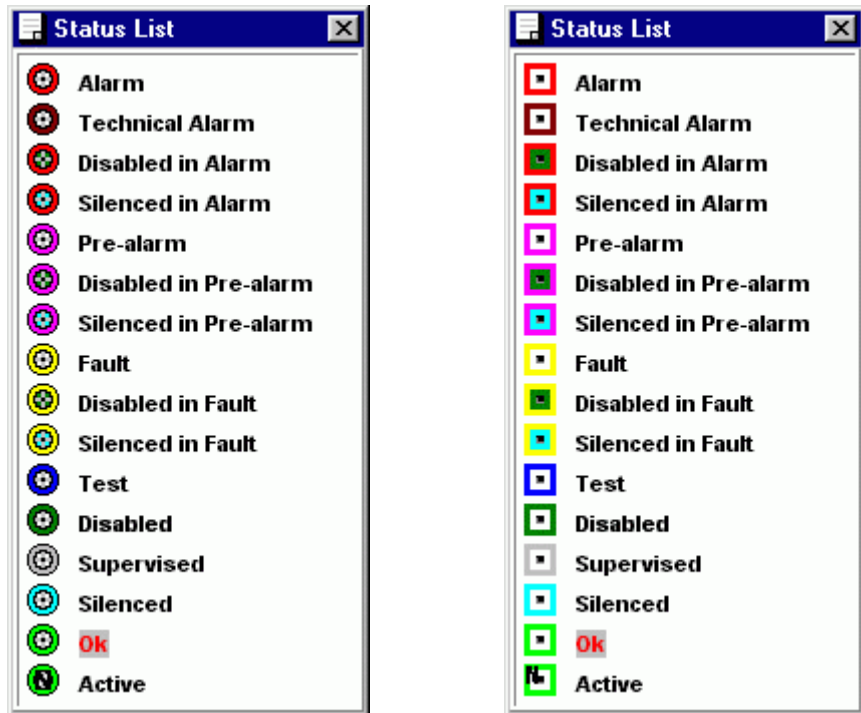 Status List
Alarm
Technical Alarm
Disabled in Alarm
Silenced in Alarm
Pre-alarm
Disabled in Pre-alarm
Silenced in Pre-alarm
Fault
Disabled in Fault
Silenced in Fault
Test
Disabled
Supervised
Silenced
Ok
Active
Status List
Alarm
Technical Alarm
Disabled in Alarm
Silenced in Alarm
Pre-alarm
Disabled in Pre-alarm
Silenced in Pre-alarm
Fault
Disabled in Fault
Silenced in Fault
Test
Disabled
Supervised
Silenced
Ok
Active